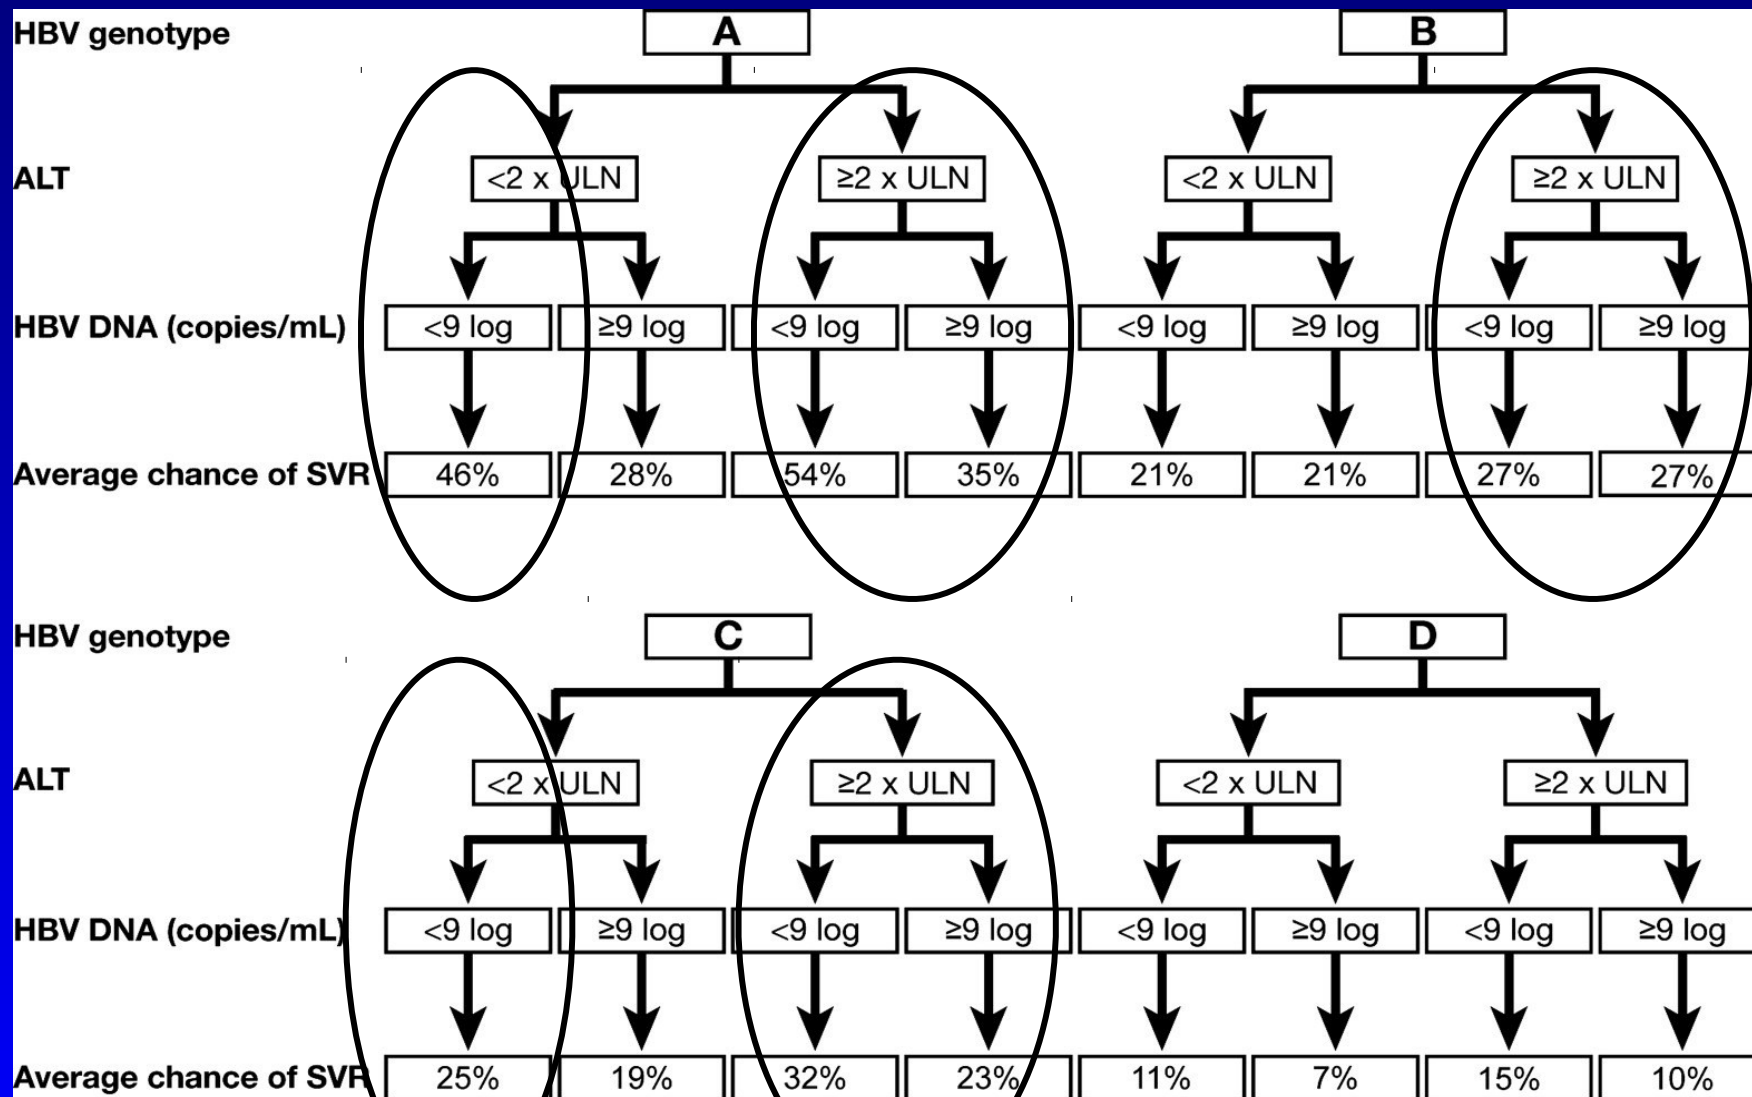 HBV genotype A B
ALT <2 x ULN ≥2 x ULN <2 x ULN ≥2 x ULN
HBV DNA (copies/mL) <9 log ≥9 log <9 log ≥9 log <9 log ≥9 log <9 log ≥9 log
Average chance of SVR 46% 28% 54% 35% 21% 21% 27% 27%
HBV genotype C D
ALT <2 x ULN ≥2 x ULN <2 x ULN ≥2 x ULN
HBV DNA (copies/mL) <9 log ≥9 log <9 log ≥9 log <9 log ≥9 log <9 log ≥9 log
Average chance of SVR 25% 19% 32% 23% 11% 7% 15% 10%